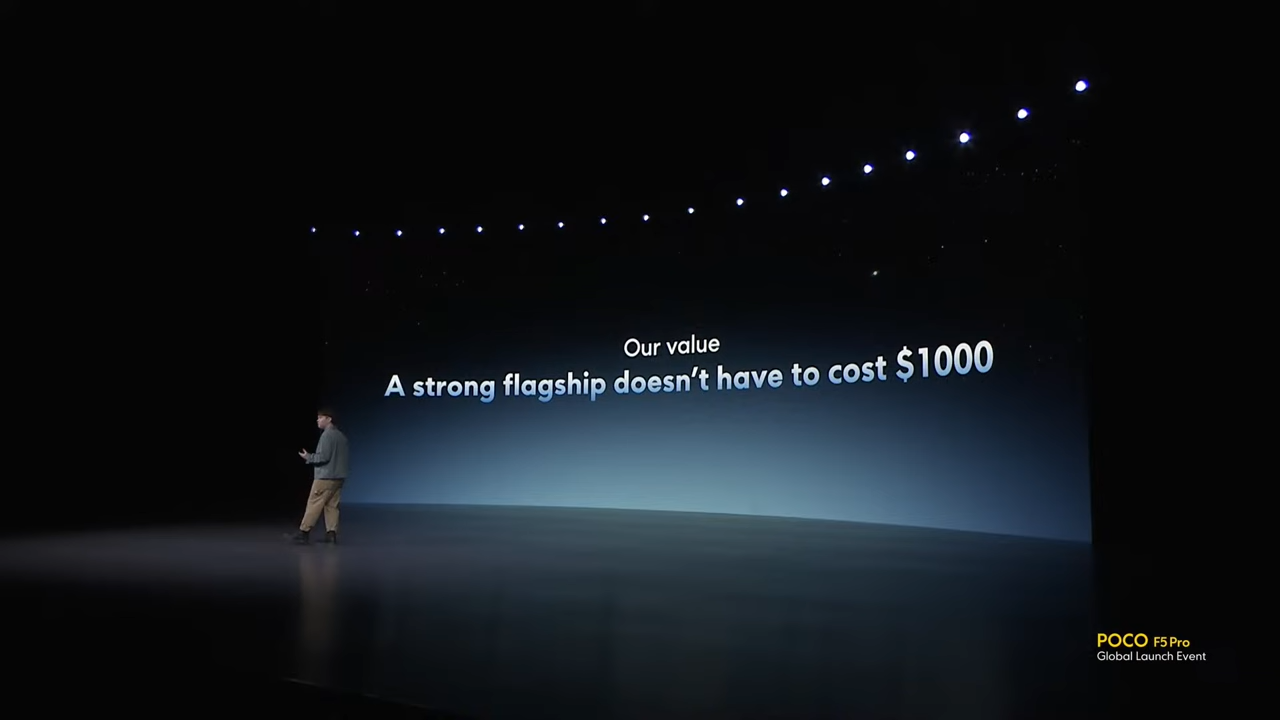 Our value
A strong flagship doesn't have to cost $1000
POCO F5 Pro
Global Launch Event